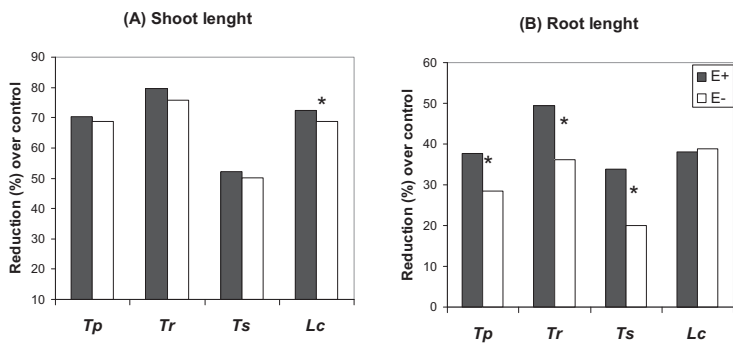 (A) Shoot lenght
Reduction (%) over control
90
80
70
60
50
40
30
20
10
*
Tp Tr Ts Lc
(B) Root lenght
Reduction (%) over control
60
50
40
30
20
10
0
E+
E-
*
*
*
Tp Tr Ts Lc